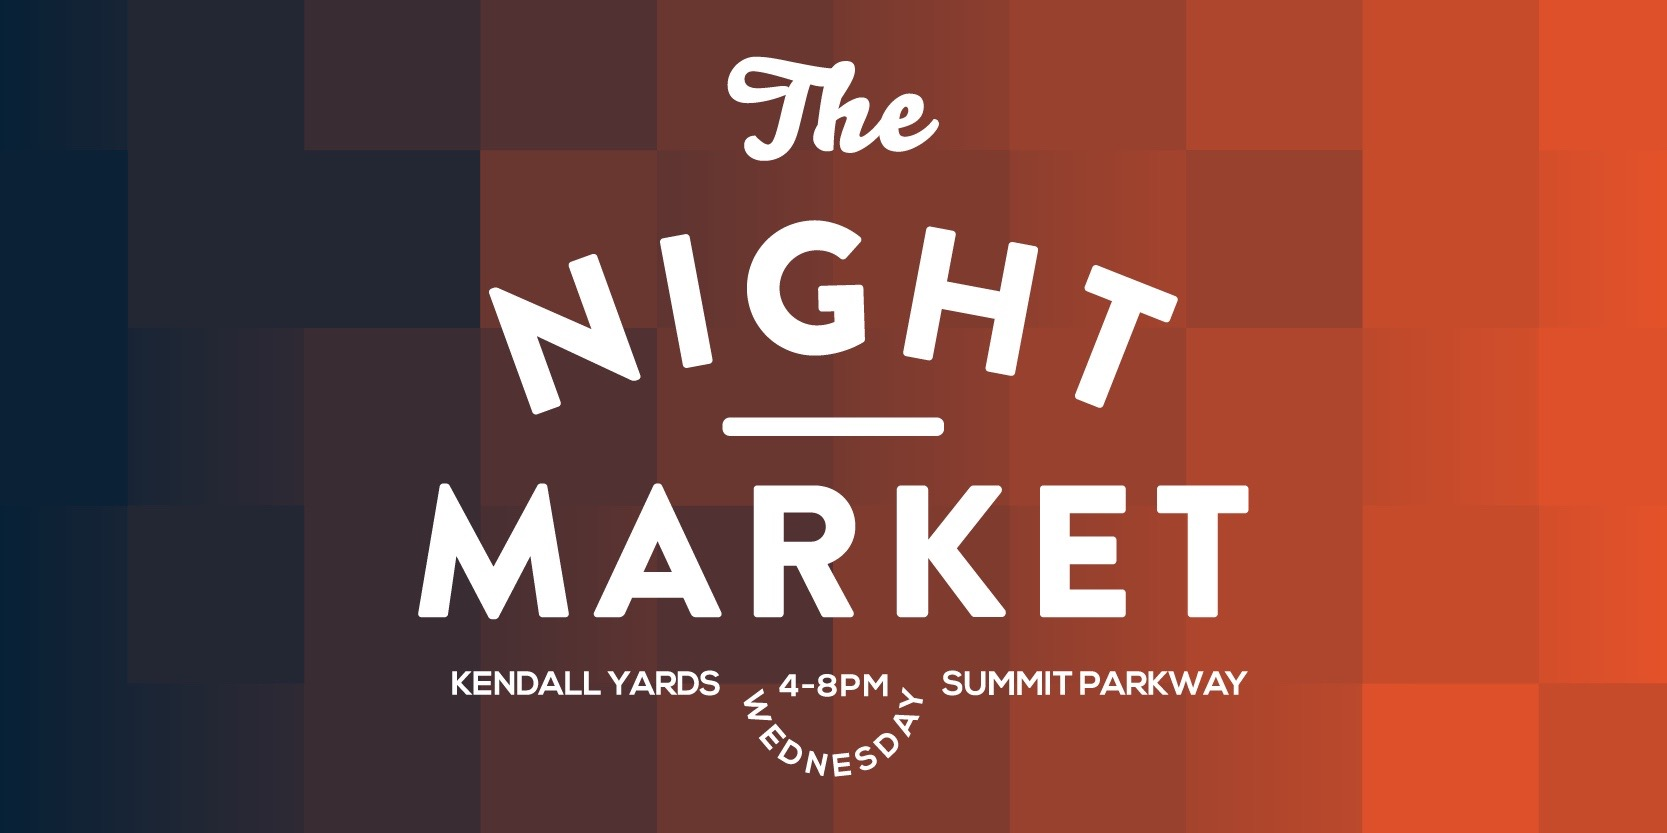 The
NIGHT
MARKET
KENDALL YARDS
4-8PM
WEDNESDAY
SUMMIT PARKWAY